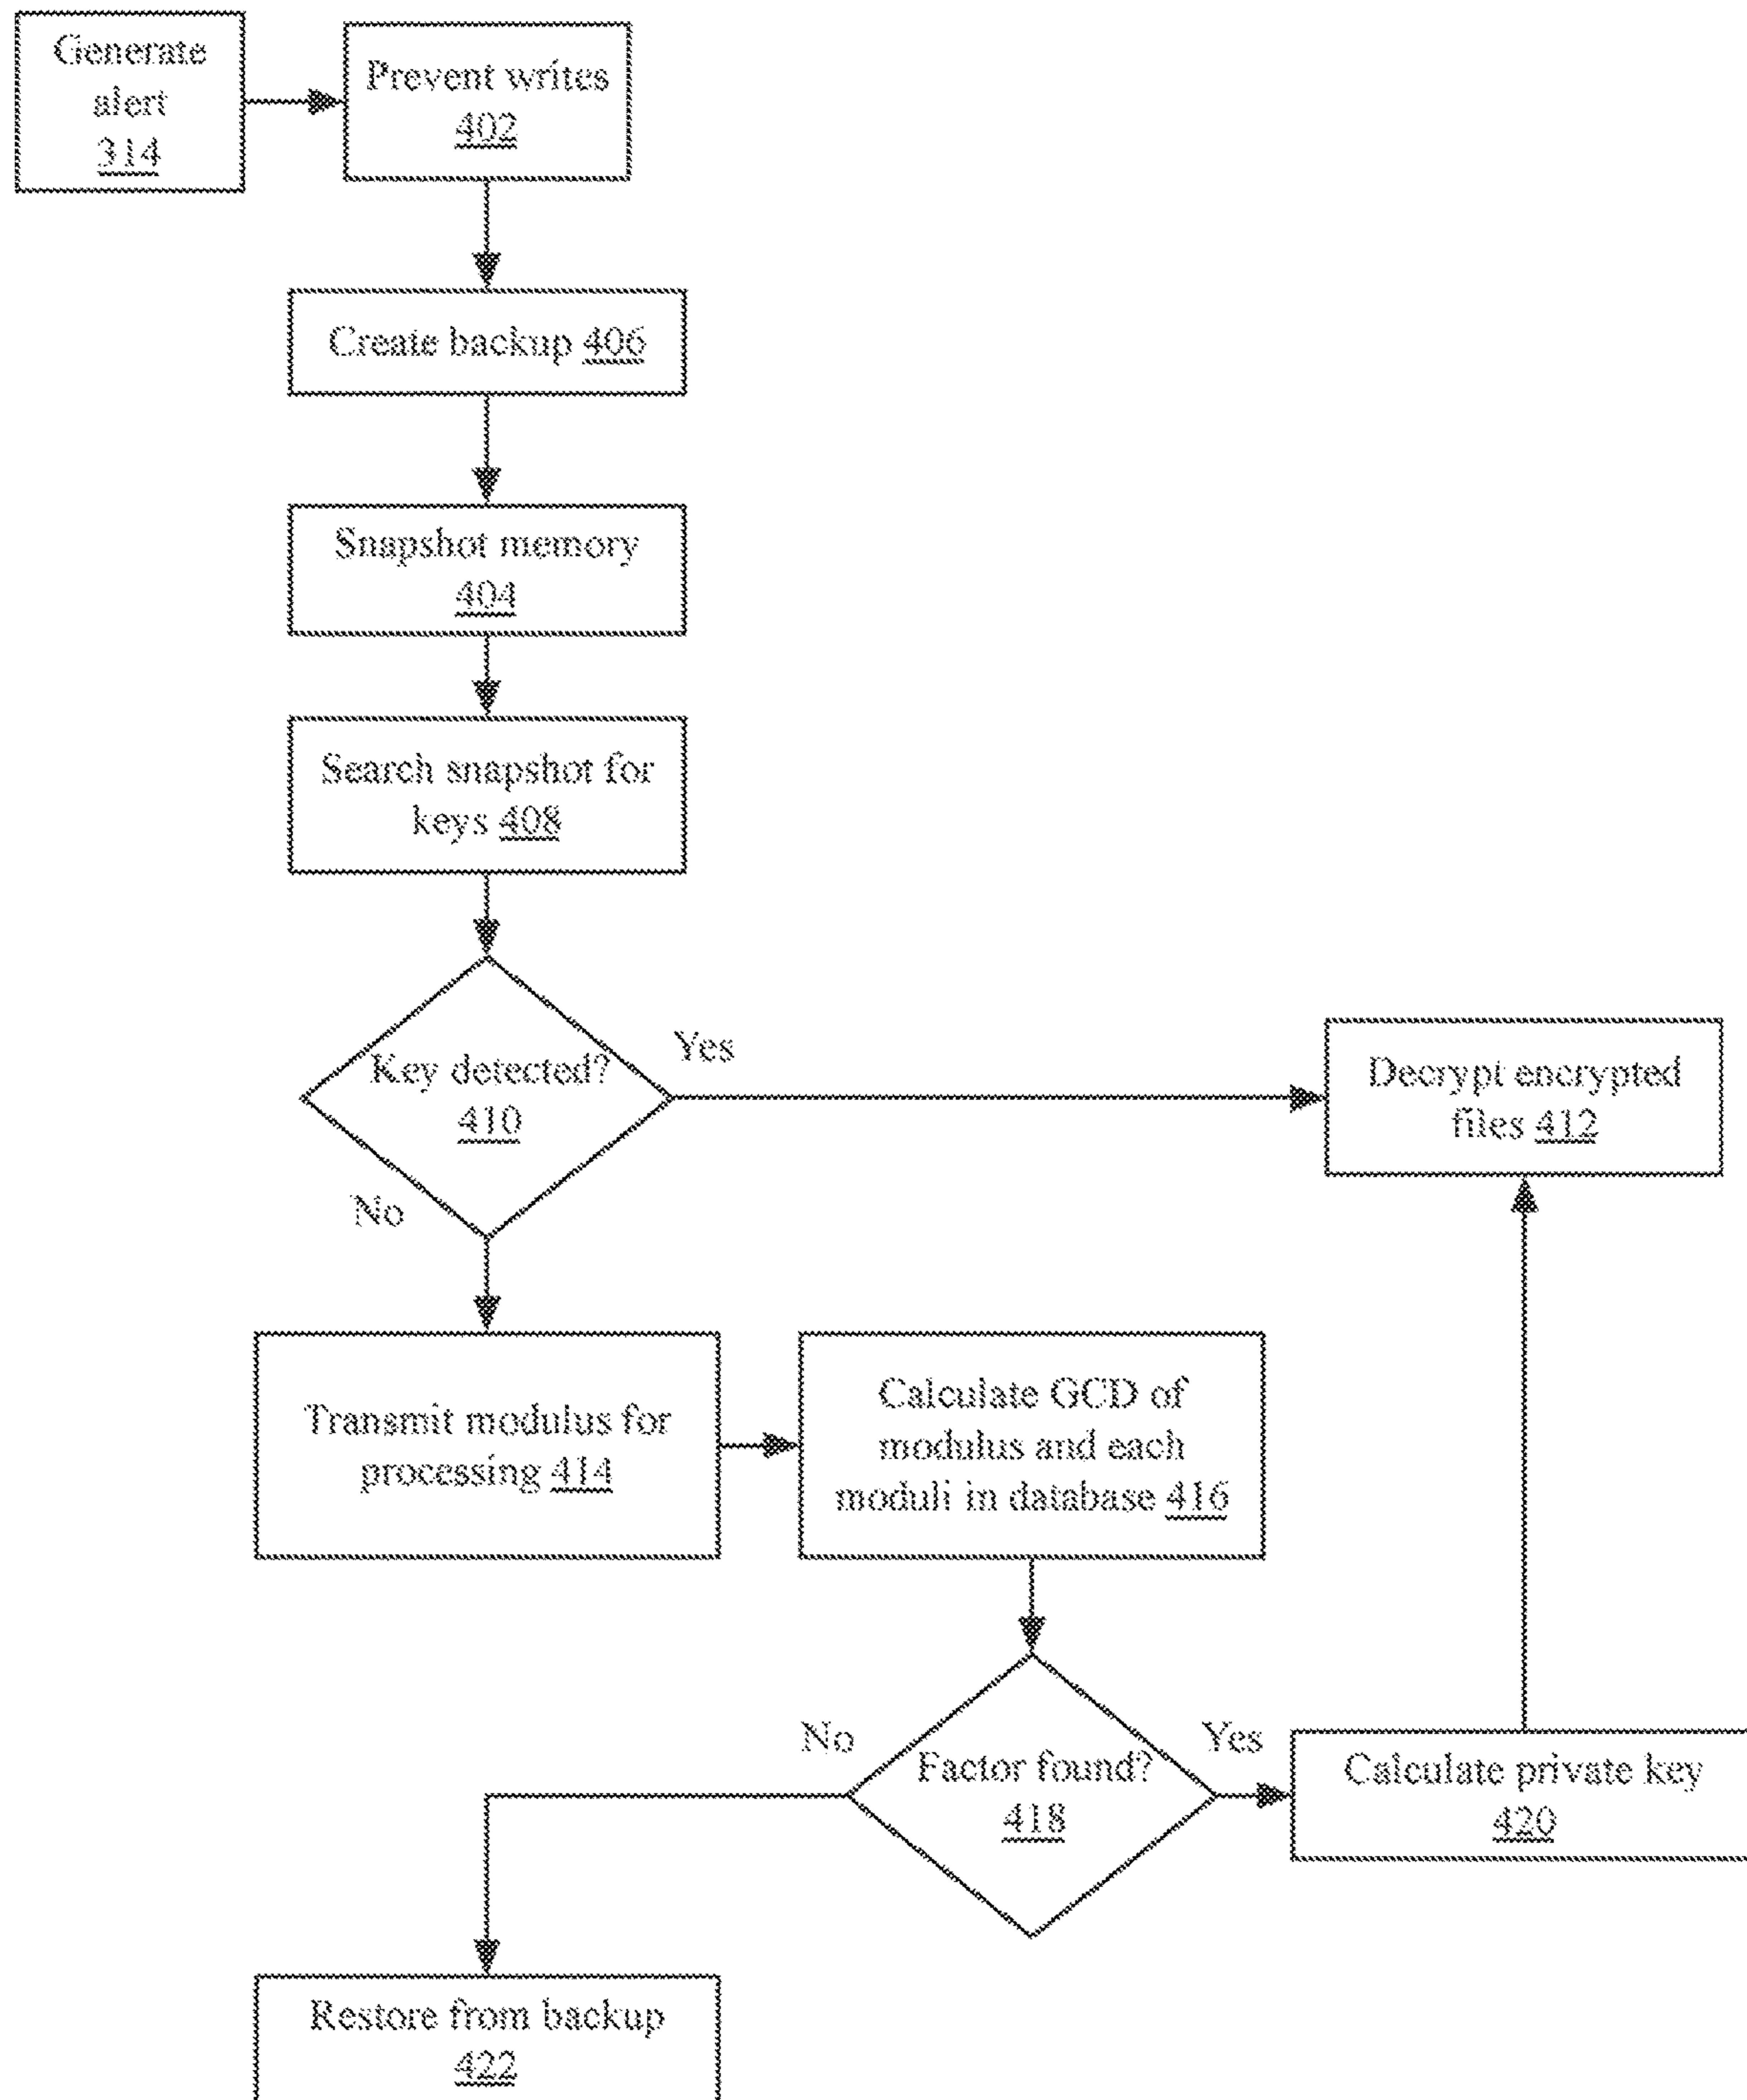 Generate
alert
314
Prevent writes
402
Create backup 406
Snapshot memory
404
Search snapshot for
keys 408
Key detected?
410
Yes
No
Decrypt encrypted
files 412
Transmit modulus for
processing 414
Calculate GCD of
modulus and each
moduli in database 416
Factor found?
418
No
Yes
Calculate private key
420
Restore from backup
422